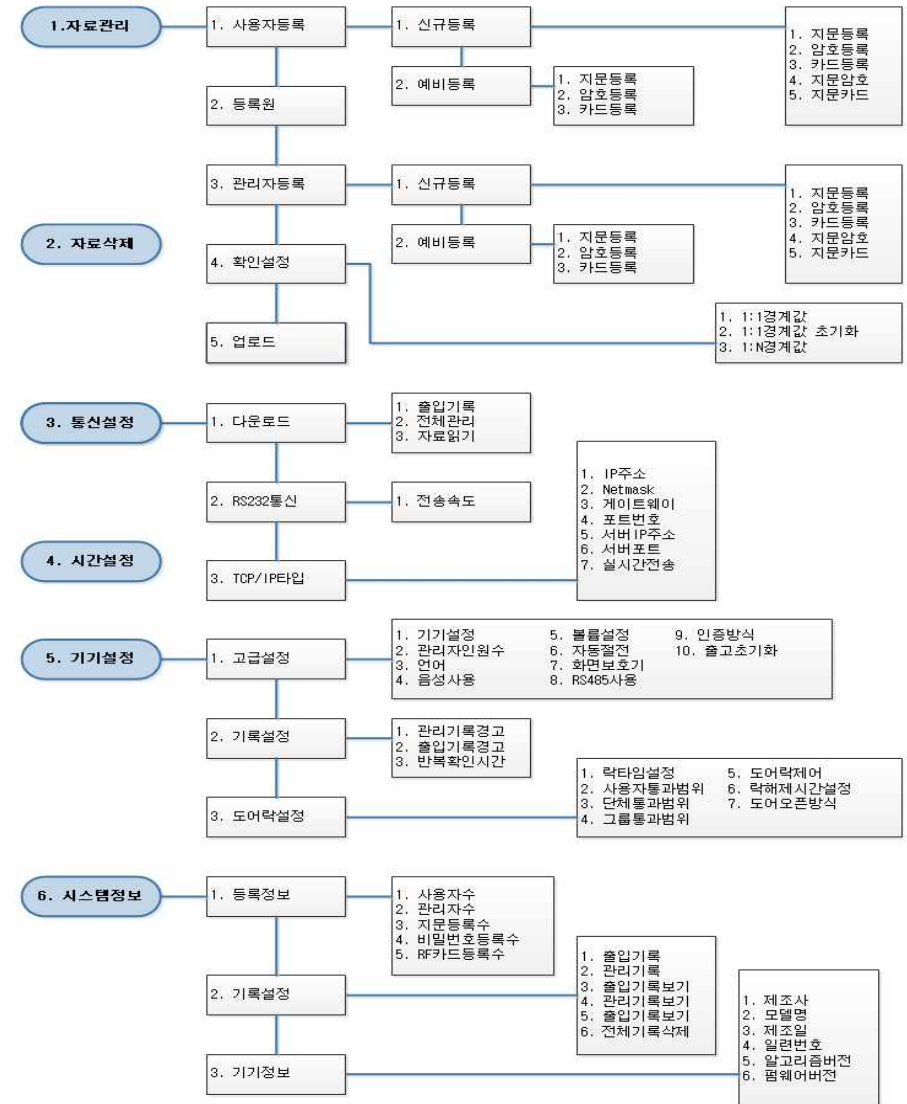 1.자료관리
1. 사용자등록
1. 신규등록
1. 지문등록
2. 암호등록
3. 카드등록
4. 지문암호
5. 지문카드
2. 예비등록
1. 지문등록
2. 암호등록
3. 카드등록
2. 등록원
3. 관리자등록
1. 신규등록
1. 지문등록
2. 암호등록
3. 카드등록
4. 지문암호
5. 지문카드
2. 예비등록
1. 지문등록
2. 암호등록
3. 카드등록
2. 자료삭제
4. 확인설정
1. 1:1경계값
2. 1:1경계값 초기화
3. 1:N경계값
5. 업로드
3. 통신설정
1. 다운로드
1. 출입기록
2. 전체관리
3. 자료읽기
2. RS232통신
1. 전송속도
1. IP주소
2. Netmask
3. 게이트웨이
4. 포트번호
5. 서버IP주소
6. 서버포트
7. 실시간전송
4. 시간설정
3. TCP/IP타입
5. 기기설정
1. 고급설정
1. 기기설정
2. 관리자인원수
3. 언어
4. 음성사용
5. 볼륨설정
6. 자동절전
7. 화면보호기
8. RS485사용
9. 인증방식
10. 출고초기화
2. 기록설정
1. 관리기록경고
2. 출입기록경고
3. 반복확인시간
3. 도어락설정
1. 락타임설정
2. 사용자통과범위
3. 단체통과범위
4. 그룹통과범위
5. 도어락제어
6. 락해제시간설정
7. 도어오픈방식
6. 시스템정보
1. 등록정보
1. 사용자수
2. 관리자수
3. 지문등록수
4. 비밀번호등록수
5. RF카드등록수
2. 기록설정
1. 출입기록
2. 관리기록
3. 출입기록보기
4. 관리기록보기
5. 출입기록보기
6. 전체기록삭제
3. 기기정보
1. 제조사
2. 모델명
3. 제조일
4. 일련번호
5. 알고리즘버전
6. 펌웨어버전